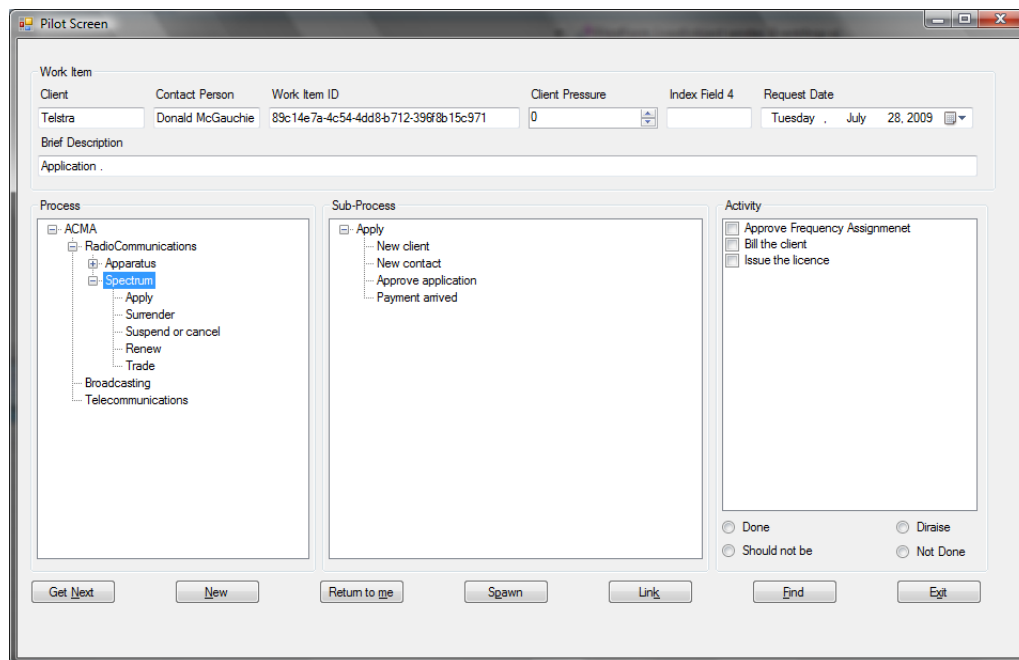 Pilot Screen
Work Item
Client Contact Person Work Item ID Client Pressure Index Field 4 Request Date
Telstra Donald McGauchie 89c14e7a-4c54-4dd8-b712-396f8b15c971 0 Tuesday , July 28, 2009
Brief Description
Application .
Process
ACMA
RadioCommunications
Apparatus
Spectrum
Apply
Surrender
Suspend or cancel
Renew
Trade
Broadcasting
Telecommunications
Sub-Process
Apply
New client
New contact
Approve application
Payment arrived
Activity
Approve Frequency Assignmenet
Bill the client
Issue the licence
Done Diraise
Should not be Not Done
Get Next New Return to me Spawn Link Find Exit